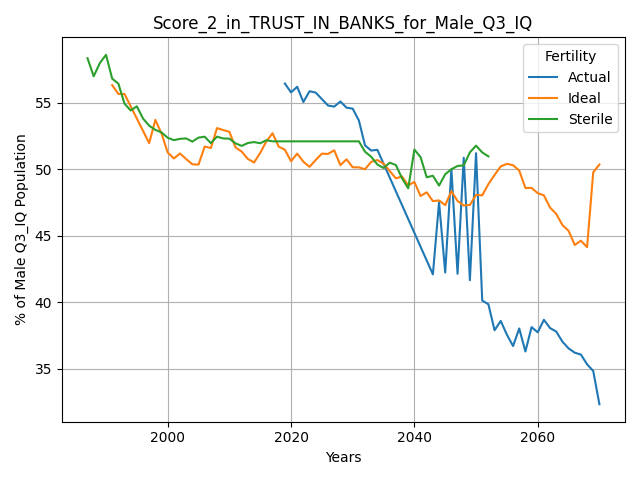 Score_2_in_TRUST_IN_BANKS_for_Male_Q3_IQ
Fertility
Actual
Ideal
Sterile
% of Male Q3_IQ Population
55
50
45
40
35
2000
2020
2040
2060
Years